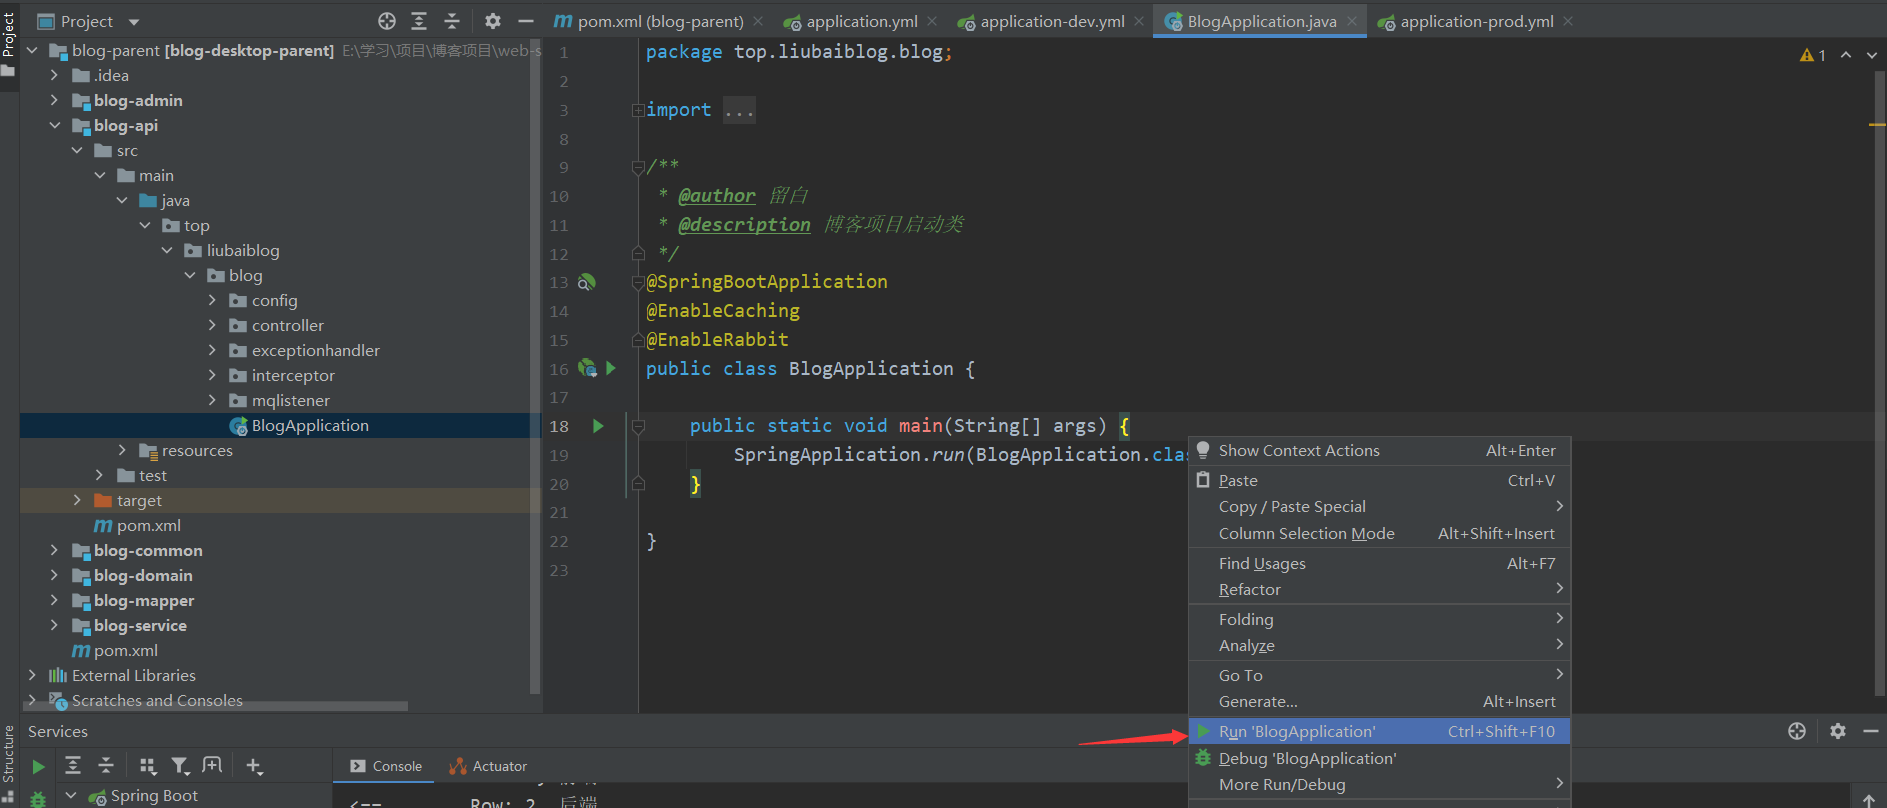 Project
pom.xml (blog-parent)
application.yml
application-dev.yml
BlogApplication.java
application-prod.yml
Project
blog-parent [blog-desktop-parent] E:\学习\项目\博客项目\web-s
.idea
blog-admin
blog-api
src
main
java
top
liubaiblog
blog
config
controller
exceptionhandler
interceptor
mqlistener
BlogApplication
resources
test
target
pom.xml
blog-common
blog-domain
blog-mapper
blog-service
pom.xml
External Libraries
Scratches and Consoles
1 package top.liubaiblog.blog;
2
3 import ...
8
9 /**
10 * @author 留白
11 * @description 博客项目启动类
12 */
13 @SpringBootApplication
14 @EnableCaching
15 @EnableRabbit
16 public class BlogApplication {
17
18 public static void main(String[] args) {
19 SpringApplication.run(BlogApplication.clas
20 }
21
22 }
23
1
Show Context Actions Alt+Enter
Paste Ctrl+V
Copy / Paste Special
Column Selection Mode Alt+Shift+Insert
Find Usages Alt+F7
Refactor
Folding
Analyze
Go To
Generate... Alt+Insert
Run 'BlogApplication' Ctrl+Shift+F10
Debug 'BlogApplication'
More Run/Debug
Structure
Services
Console
Actuator
Spring Boot
<== Row: 2, 后端